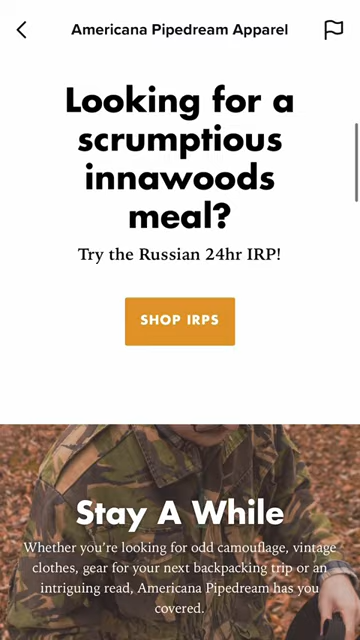 Americana Pipedream Apparel
Looking for a
scrumptious
innawoods
meal?
Try the Russian 24hr IRP!
SHOP IRPS
Stay A While
Whether you're looking for odd camouflage, vintage
clothes, gear for your next backpacking trip or an
intriguing read, Americana Pipedream has you
covered.